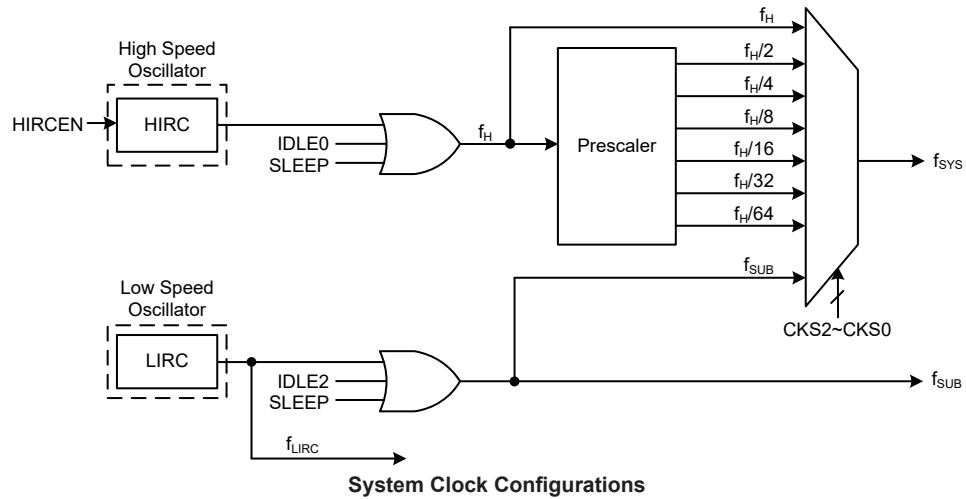 High Speed
Oscillator
HIRCEN
HIRC
IDLE0
SLEEP
fH
Prescaler
fH
fH/2
fH/4
fH/8
fH/16
fH/32
fH/64
fSUB
fSYS
CKS2~CKS0
Low Speed
Oscillator
LIRC
IDLE2
SLEEP
fSUB
fLIRC
System Clock Configurations